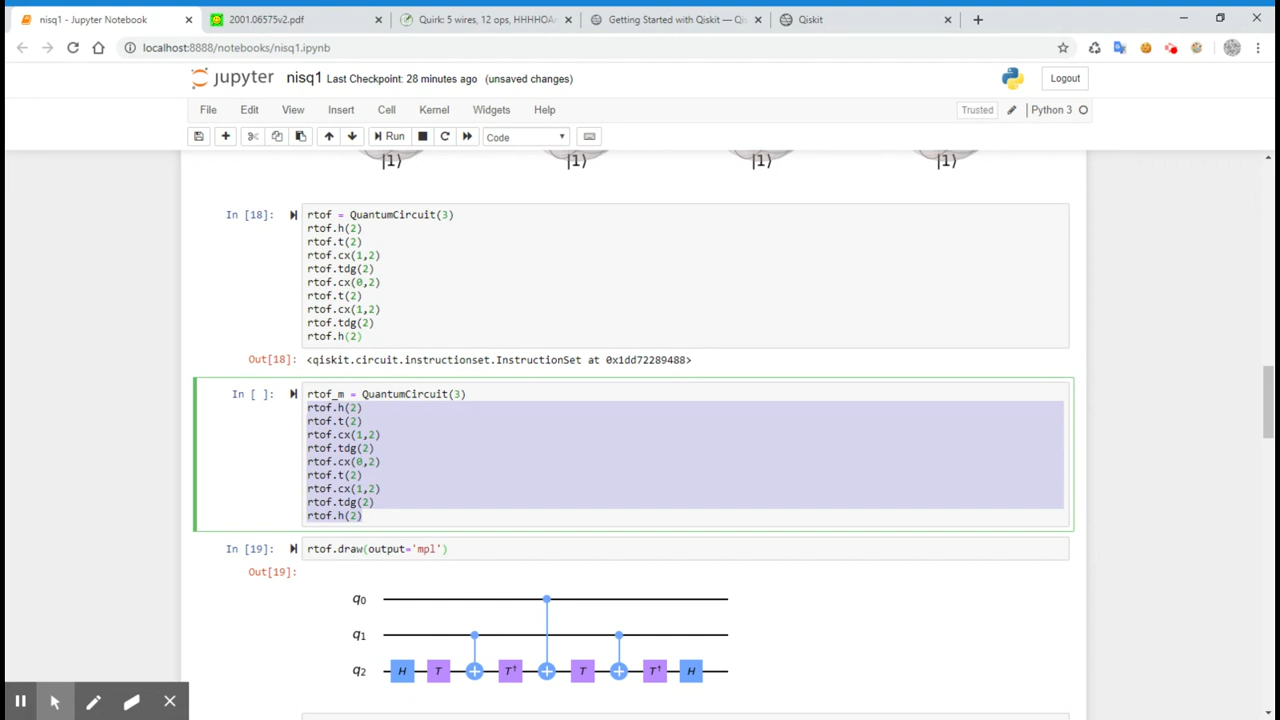 nisq1 - Jupyter Notebook
2001.06575v2.pdf
Quirk: 5 wires, 12 ops, HHHHOA
Getting Started with Qiskit — Qis
Qiskit
localhost:8888/notebooks/nisq1.ipynb
jupyter nisq1 Last Checkpoint: 28 minutes ago (unsaved changes)
Logout
File Edit View Insert Cell Kernel Widgets Help
Trusted Python 3
Run Code
|1⟩ |1⟩ |1⟩ |1⟩
In [18]: rtof = QuantumCircuit(3)
rtof.h(2)
rtof.t(2)
rtof.cx(1,2)
rtof.tdg(2)
rtof.cx(0,2)
rtof.t(2)
rtof.cx(1,2)
rtof.tdg(2)
rtof.h(2)
Out[18]: <qiskit.circuit.instructionset.InstructionSet at 0x1dd72289488>
In [ ]: rtof_m = QuantumCircuit(3)
rtof.h(2)
rtof.t(2)
rtof.cx(1,2)
rtof.tdg(2)
rtof.cx(0,2)
rtof.t(2)
rtof.cx(1,2)
rtof.tdg(2)
rtof.h(2)
In [19]: rtof.draw(output='mpl')
Out[19]:
q0
q1
q2 H T T† T T† H